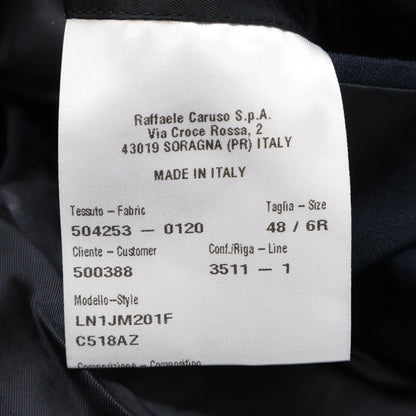 Raffaele Caruso S.p.A.
Via Croce Rossa, 2
43019 SORAGNA (PR) ITALY
MADE IN ITALY
Tessuto – Fabric Taglia – Size
504253 – 0120 48 / 6R
Cliente – Customer Conf./Riga – Line
500388 3511 – 1
Modello–Style
LN1JM201F
C518AZ